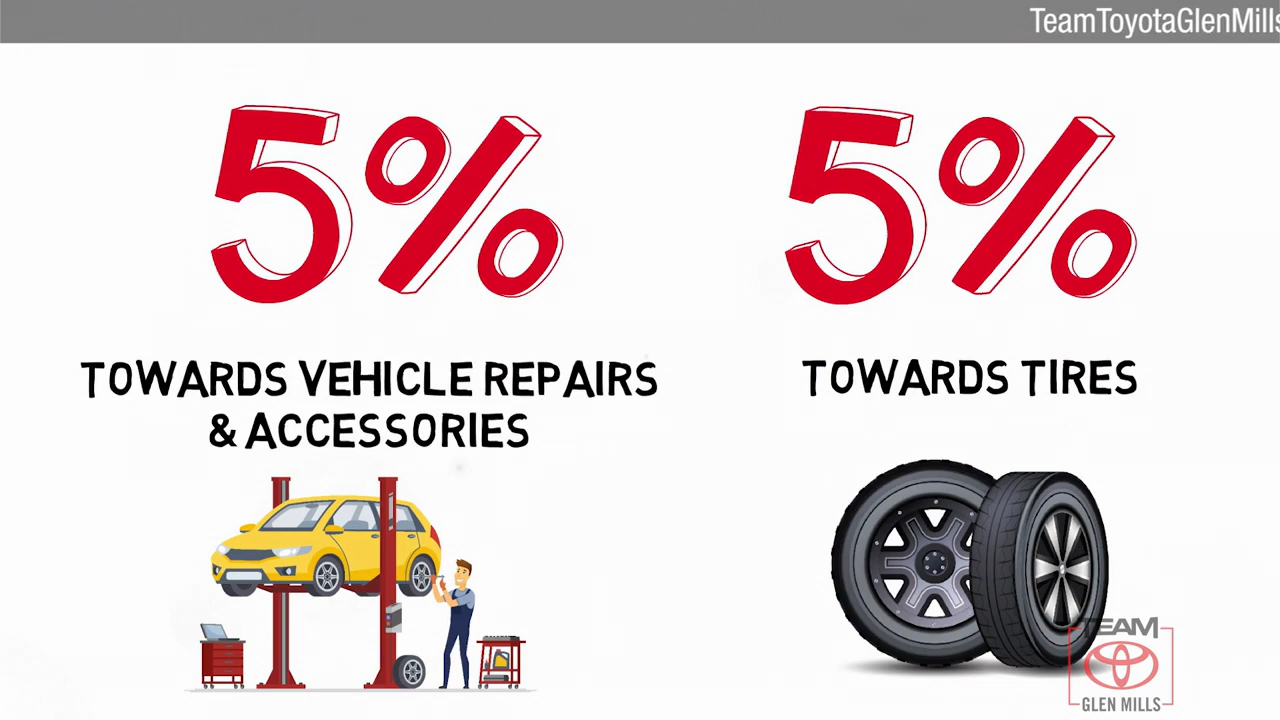 TeamToyotaGlenMills
5%
TOWARDS VEHICLE REPAIRS
& ACCESSORIES
5%
TOWARDS TIRES
TEAM
GLEN MILLS